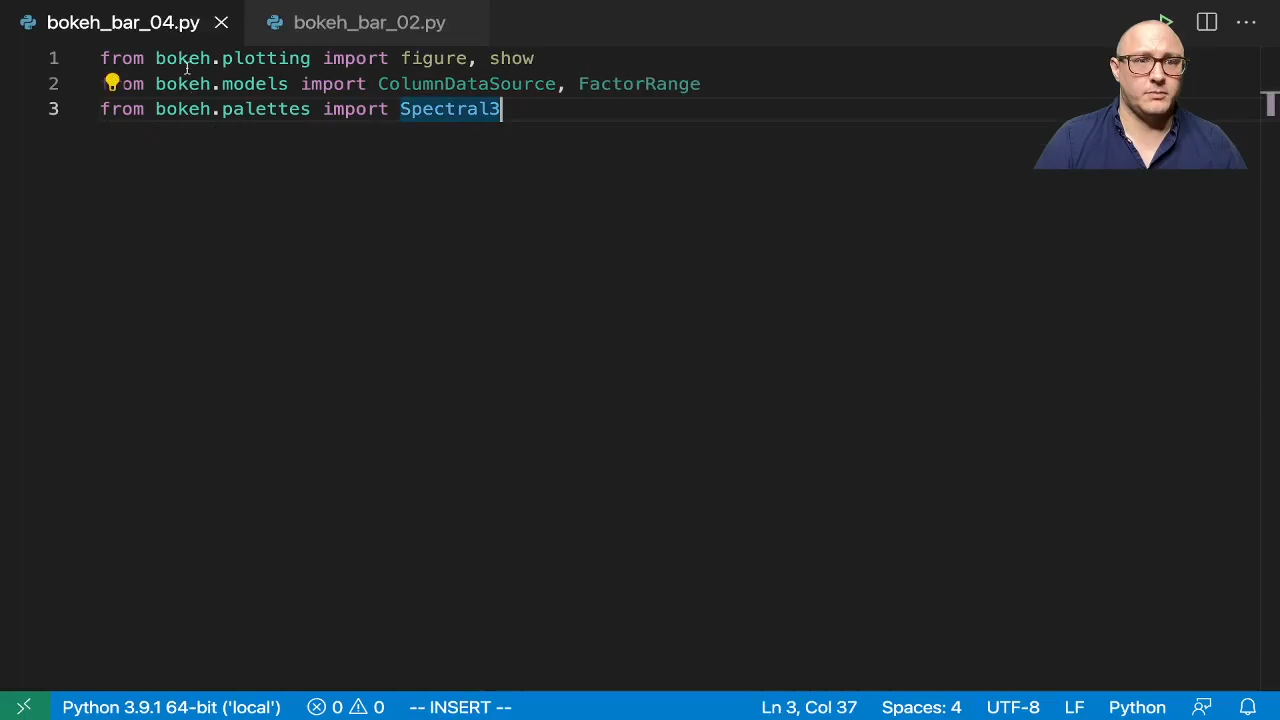 bokeh_bar_04.py
bokeh_bar_02.py
1 from bokeh.plotting import figure, show
2 om bokeh.models import ColumnDataSource, FactorRange
3 from bokeh.palettes import Spectral3
Python 3.9.1 64-bit ('local') 0 0 -- INSERT -- Ln 3, Col 37 Spaces: 4 UTF-8 LF Python